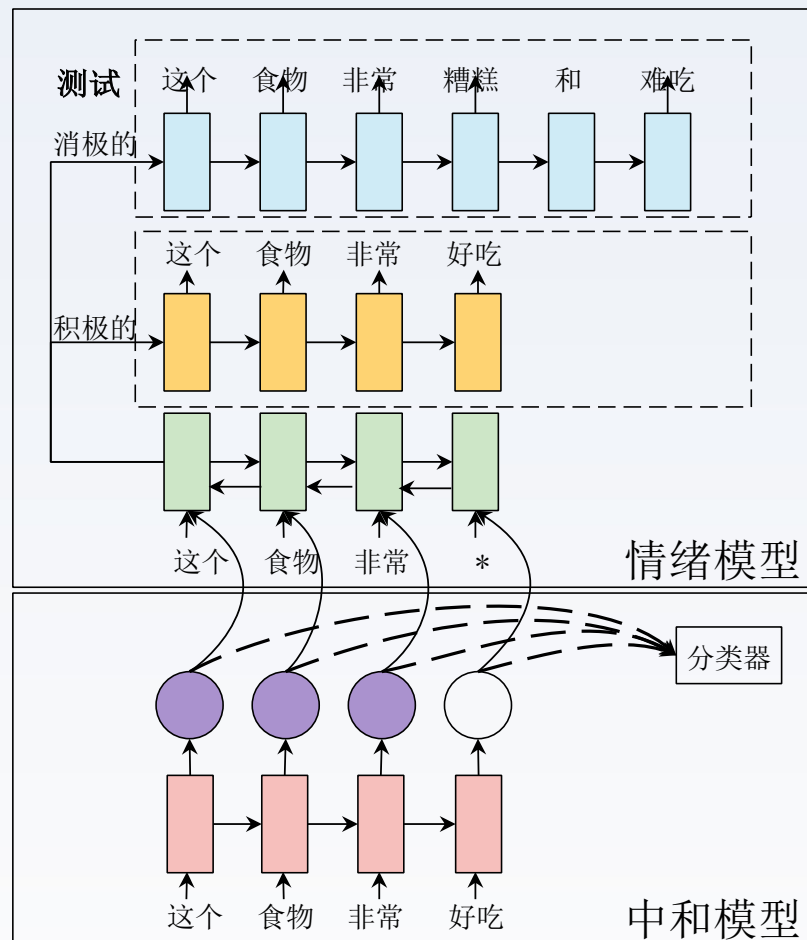 测试
这个 食物 非常 糟糕 和 难吃
消极的
这个 食物 非常 好吃
积极的
这个 食物 非常 *
情绪模型
分类器
这个 食物 非常 好吃
中和模型